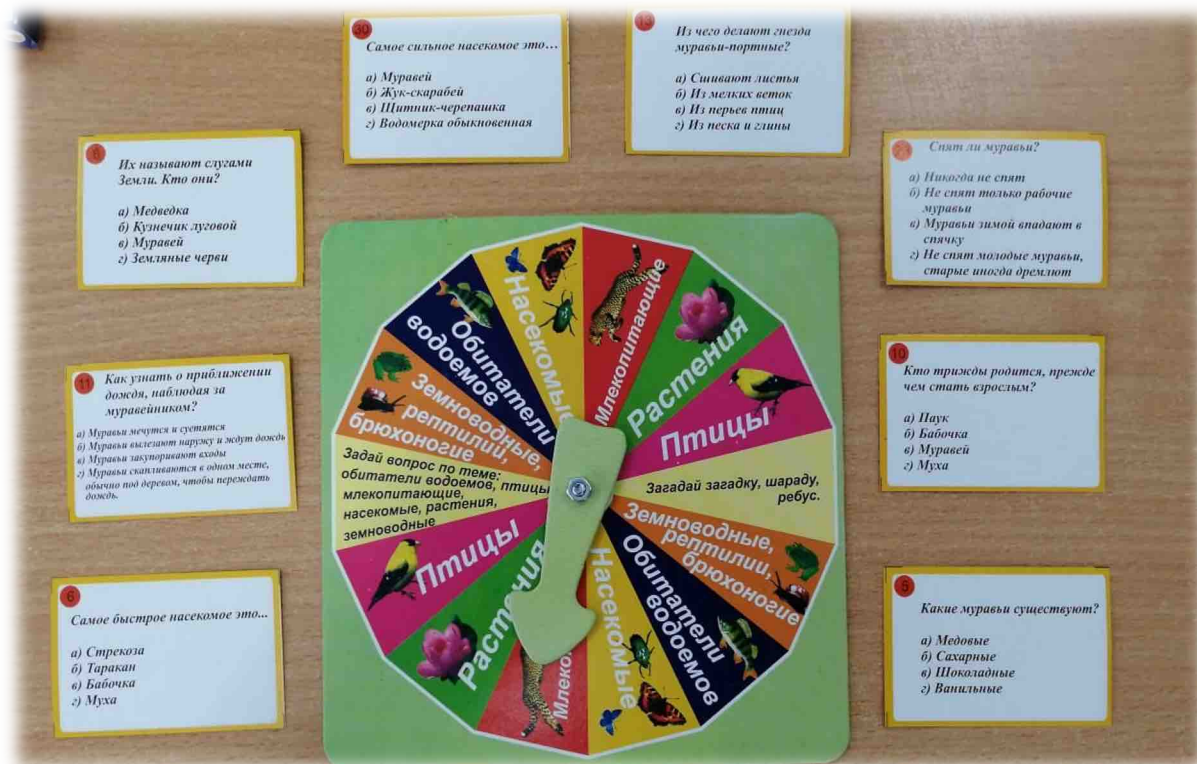 30
Самое сильное насекомое это…
а) Муравей
б) Жук-скарабей
в) Щитник-черепашка
г) Водомерка обыкновенная
13
Из чего делают гнезда
муравьи-портные?
а) Сшивают листья
б) Из мелких веток
в) Из перьев птиц
г) Из песка и глины
Их называют слугами
Земли. Кто они?
а) Медведка
б) Кузнечик луговой
в) Муравей
г) Земляные черви
Спят ли муравьи?
а) Никогда не спят
б) Не спят только рабочие
муравьи
в) Муравьи зимой впадают в
спячку
г) Не спят молодые муравьи,
старые иногда дремлют
11
Как узнать о приближении
дождя, наблюдая за
муравейником?
а) Муравьи мечутся и суетятся
б) Муравьи вылезают наружу и ждут дождь
в) Муравьи закупоривают входы
г) Муравьи скапливаются в одном месте,
обычно под деревом, чтобы переждать
дождь.
10
Кто трижды родится, прежде
чем стать взрослым?
а) Паук
б) Бабочка
в) Муравей
г) Муха
6
Самое быстрое насекомое это...
а) Стрекоза
б) Таракан
в) Бабочка
г) Муха
5
Какие муравьи существуют?
а) Медовые
б) Сахарные
в) Шоколадные
г) Ванильные
Насекомые
Млекопитающие
Растения
Птицы
Загадай загадку, шараду,
ребус.
Земноводные,
рептилии,
брюхоногие
Обитатели
водоемов
Насекомые
Млеко
Растения
Птицы
Задай вопрос по теме:
обитатели водоемов, птицы
млекопитающие,
насекомые, растения,
земноводные
Земноводные,
рептилии,
брюхоногие
Обитатели
водоемов